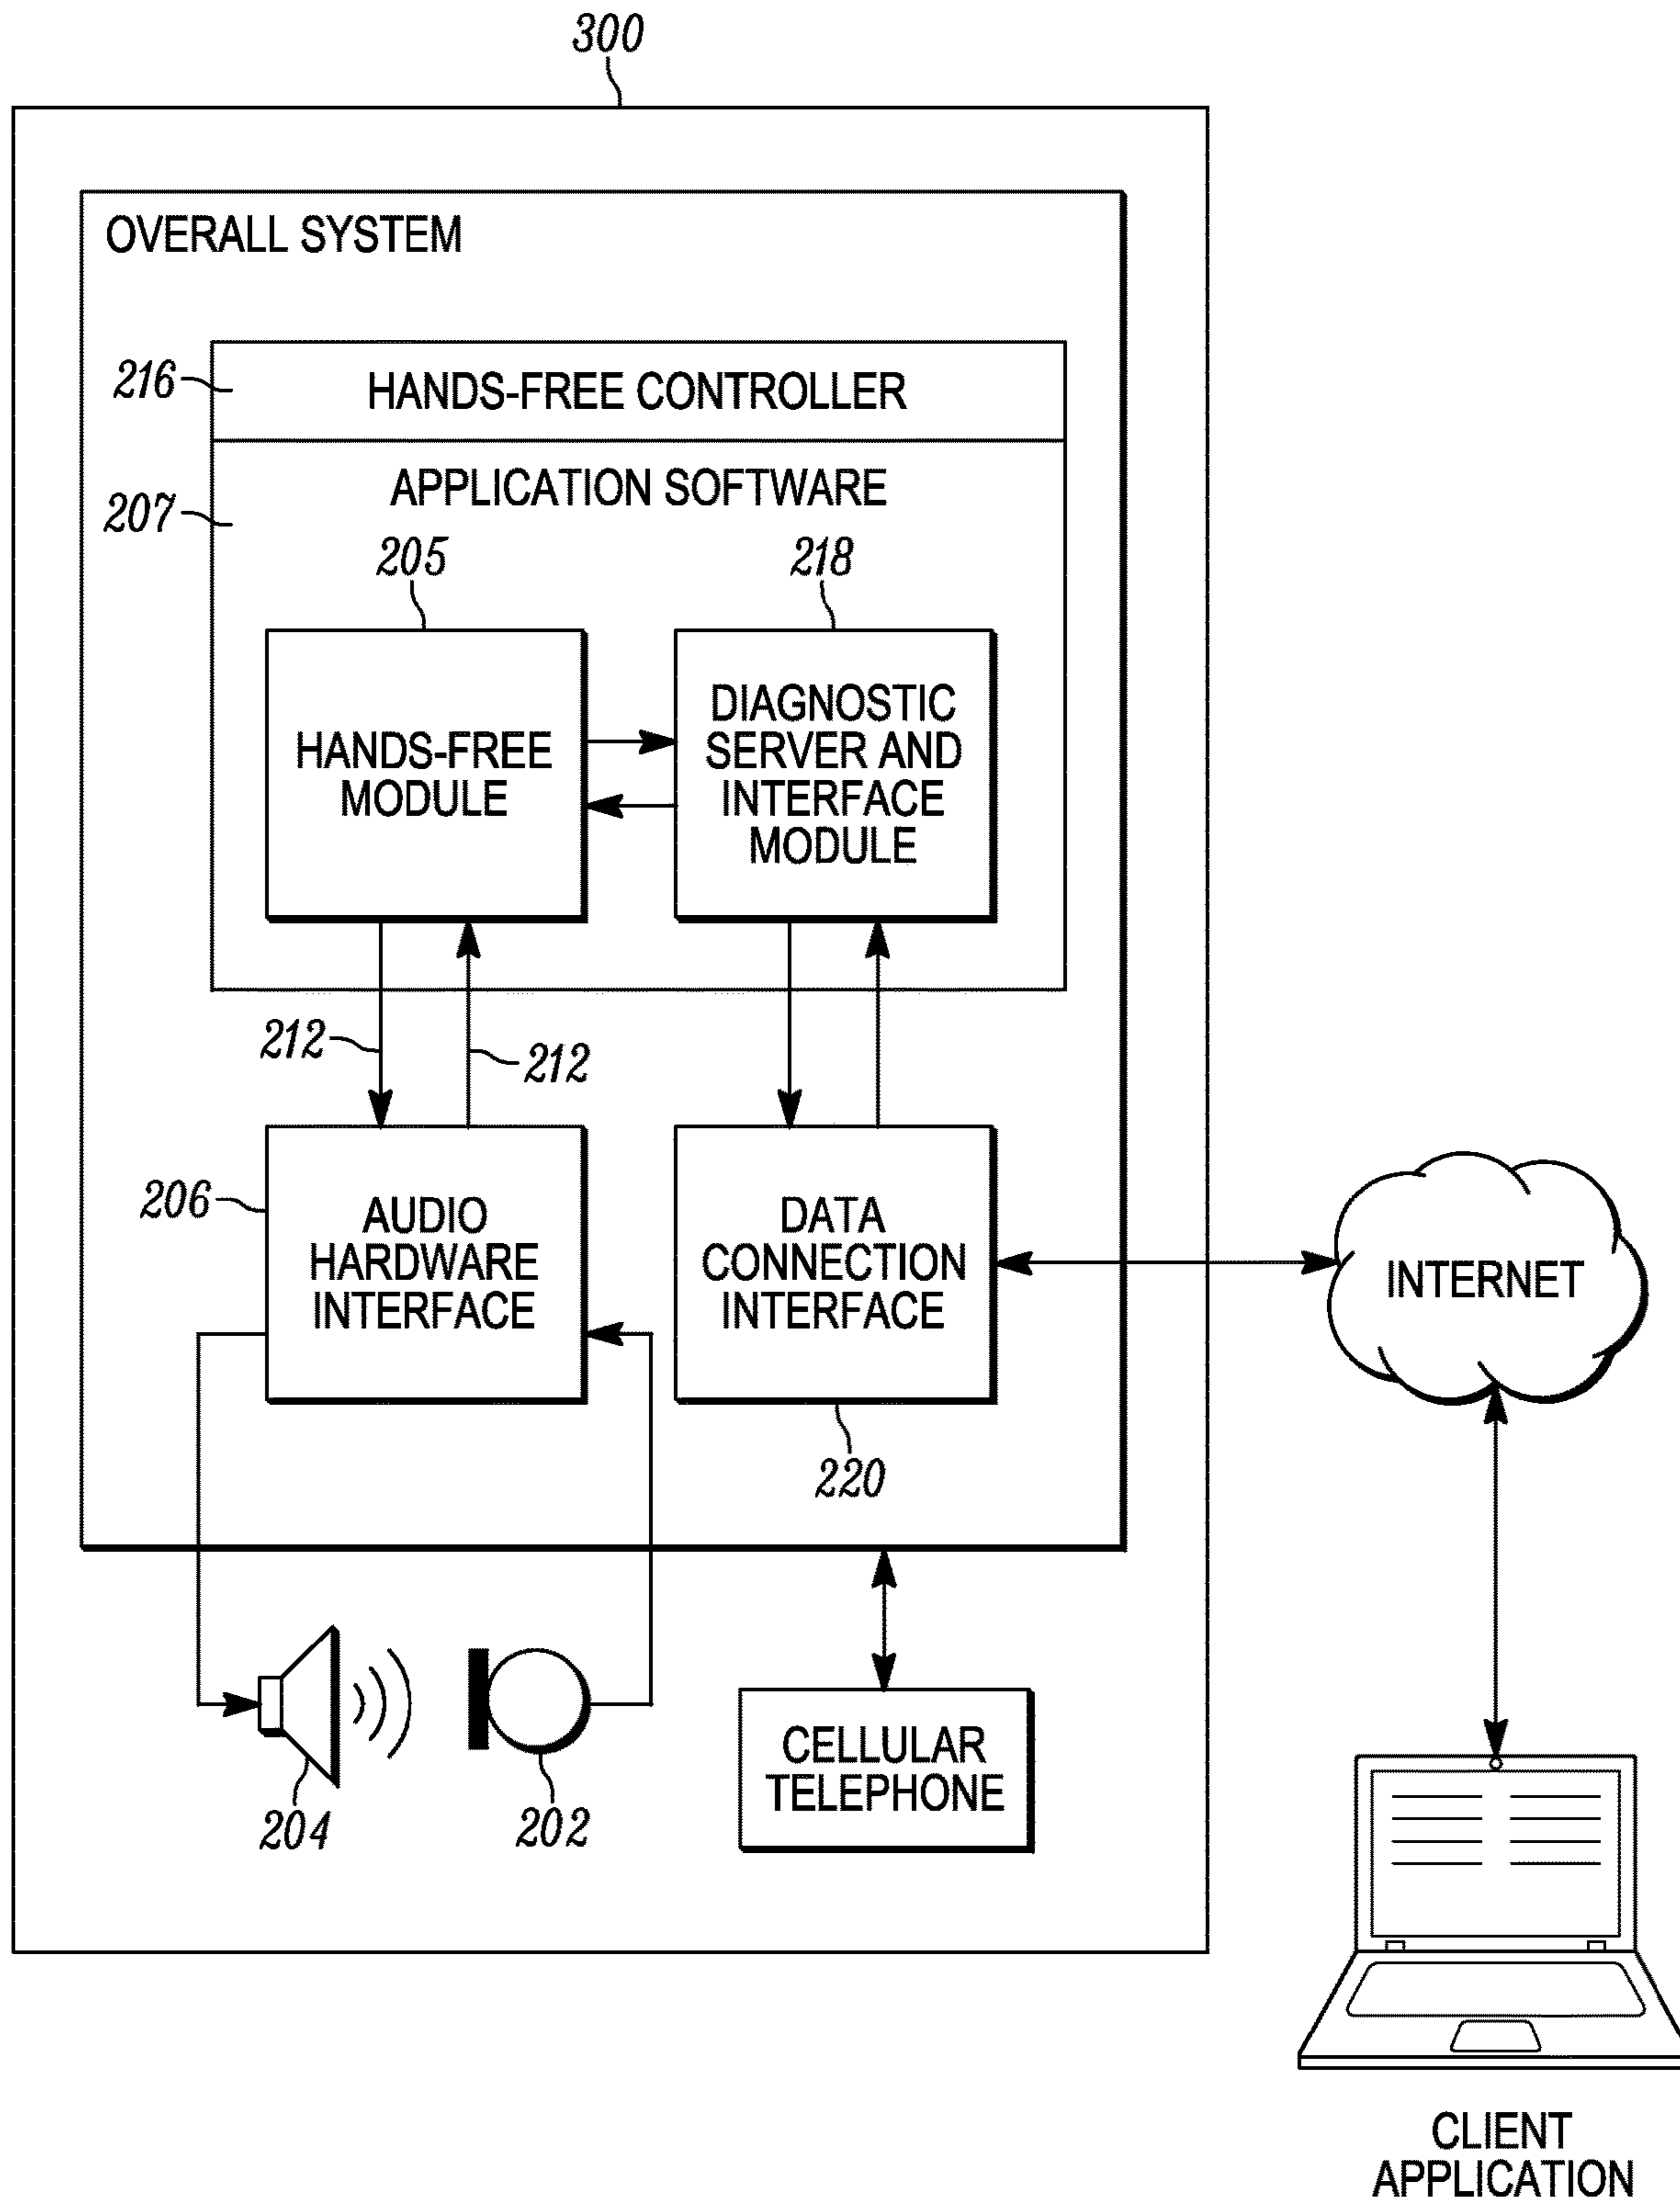 300
OVERALL SYSTEM
216
HANDS-FREE CONTROLLER
207
APPLICATION SOFTWARE
205
218
HANDS-FREE
MODULE
DIAGNOSTIC
SERVER AND
INTERFACE
MODULE
212
212
206
AUDIO
HARDWARE
INTERFACE
DATA
CONNECTION
INTERFACE
INTERNET
220
204
202
CELLULAR
TELEPHONE
CLIENT
APPLICATION